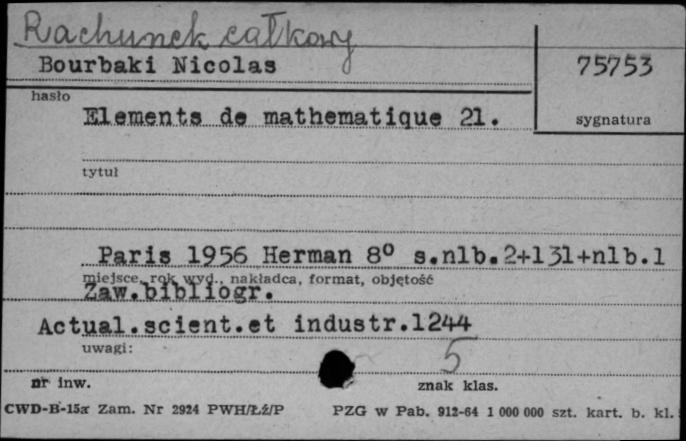 Rachunek całkowy
Bourbaki Nicolas
75753
hasło
Elements de mathematique 21.
sygnatura
tytuł
Paris 1956 Herman 8º s.nlb.2+131+nlb.1
miejsce, rok wyd., nakładca, format, objętość
Zaw.bibliogr.
Actual.scient.et industr.1244
uwagi:
5
nr inw.
znak klas.
CWD-B-15a Zam. Nr 2924 PWH/Łź/P PZG w Pab. 912-64 1 000 000 szt. kart. b. kl.